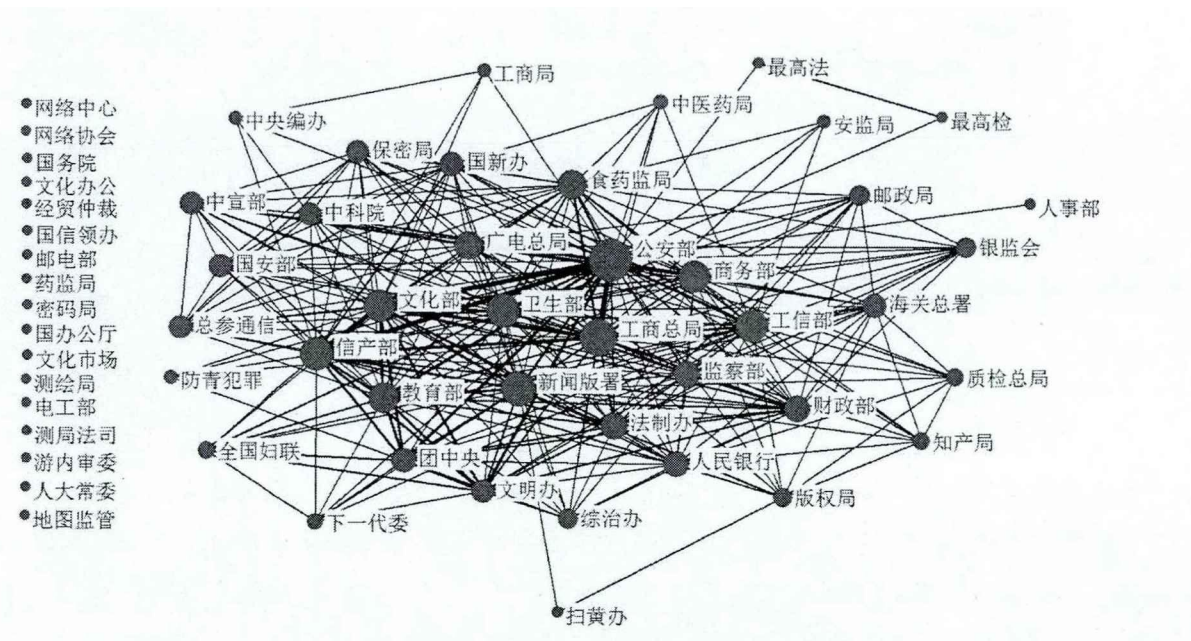 网络中心
网络协会
国务院
文化办公
经贸仲裁
国信领办
邮电部
药监局
密码局
国办公厅
文化市场
测绘局
电工部
测局法司
游内审委
人大常委
地图监管
工商局
最高法
中央编办
中医药局
安监局
最高检
保密局
国新办
食药监局
邮政局
中宣部
中科院
人事部
广电总局
公安部
银监会
国安部
商务部
文化部
卫生部
海关总署
总参通信
工商总局
工信部
信产部
防青犯罪
教育部
新闻版署
监察部
质检总局
法制办
财政部
全国妇联
团中央
人民银行
知产局
文明办
版权局
下一代委
综治办
扫黄办